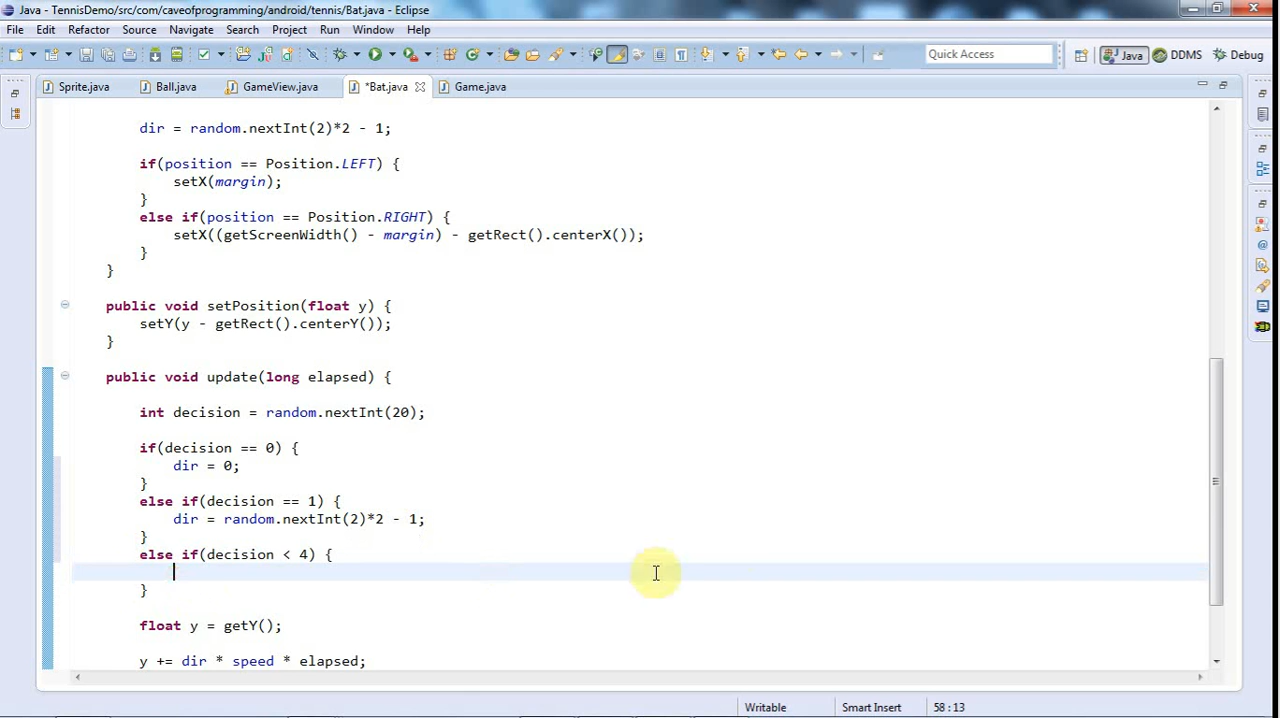 Java - TennisDemo/src/com/caveofprogramming/android/tennis/Bat.java - Eclipse
File Edit Refactor Source Navigate Search Project Run Window Help
Quick Access Java DDMS Debug
Sprite.java Ball.java GameView.java *Bat.java Game.java
dir = random.nextInt(2)*2 - 1;
if(position == Position.LEFT) {
setX(margin);
}
else if(position == Position.RIGHT) {
setX((getScreenWidth() - margin) - getRect().centerX());
}
}
public void setPosition(float y) {
setY(y - getRect().centerY());
}
public void update(long elapsed) {
int decision = random.nextInt(20);
if(decision == 0) {
dir = 0;
}
else if(decision == 1) {
dir = random.nextInt(2)*2 - 1;
}
else if(decision < 4) {
}
float y = getY();
y += dir * speed * elapsed;
Writable Smart Insert 58 : 13